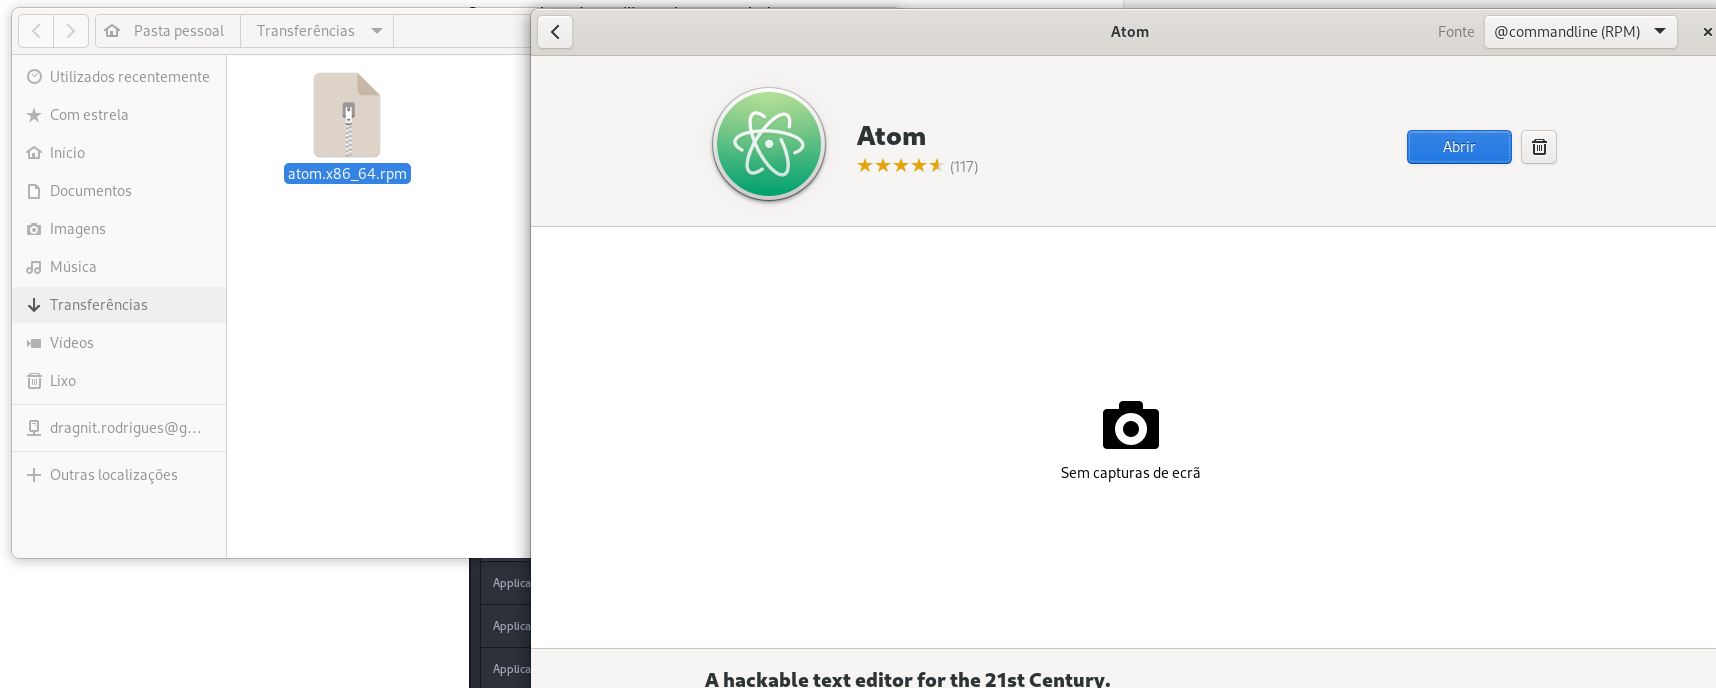 Pasta pessoal
Transferências
Utilizados recentemente
Com estrela
Início
Documentos
Imagens
Música
Transferências
Vídeos
Lixo
dragnit.rodrigues@g...
Outras localizações
atom.x86_64.rpm
Atom
Fonte
@commandline (RPM)
Atom
(117)
Abrir
Sem capturas de ecrã
A hackable text editor for the 21st Century.
Applica
Applica
Applica